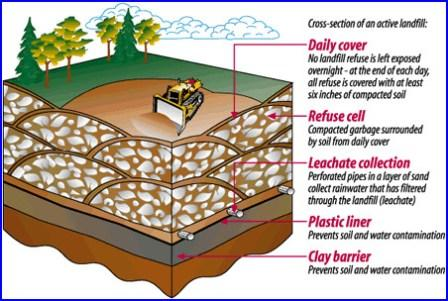 Cross-section of an active landfill:
Daily cover
No landfill refuse is left exposed
overnight - at the end of each day,
all refuse is covered with at least
six inches of compacted soil
Refuse cell
Compacted garbage surrounded
by soil from daily cover
Leachate collection
Perforated pipes in a layer of sand
collect rainwater that has filtered
through the landfill (leachate)
Plastic liner
Prevents soil and water contamination
Clay barrier
Prevents soil and water contamination